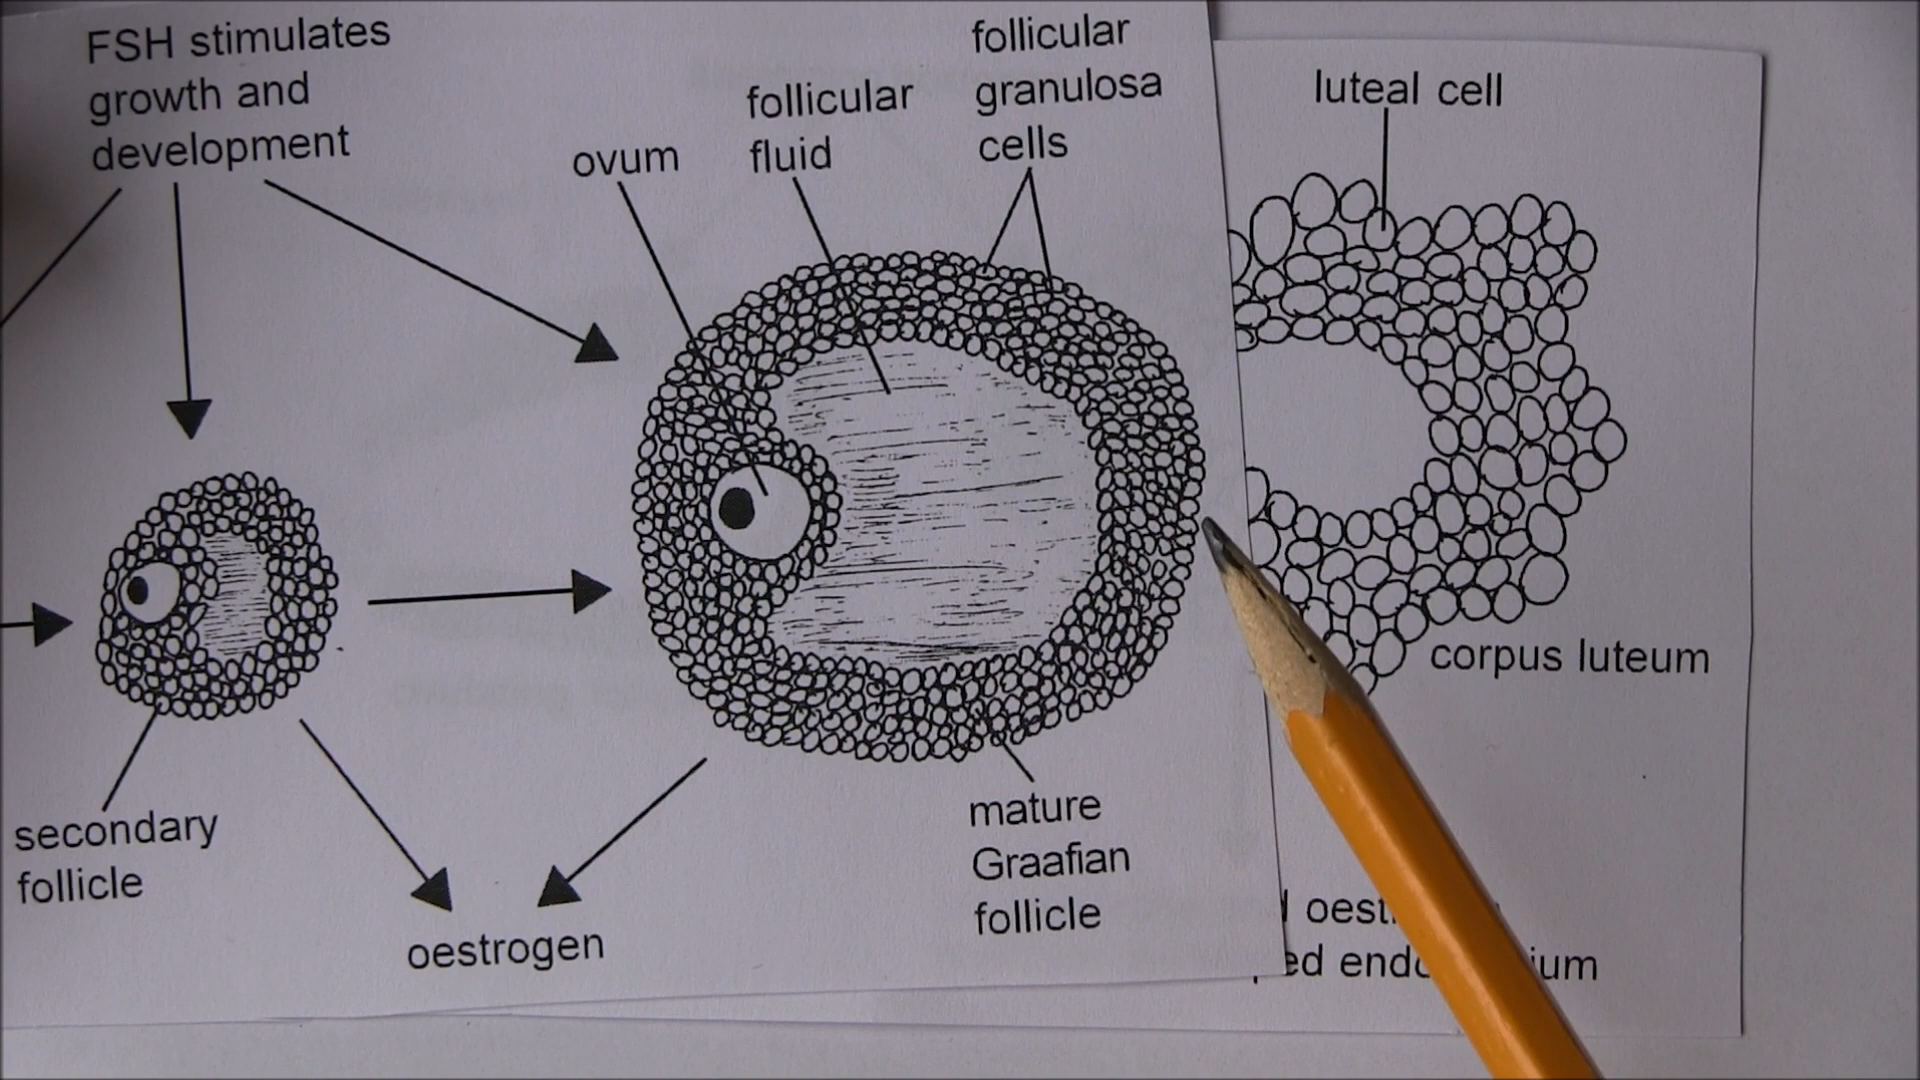 FSH stimulates
growth and
development
ovum
follicular
fluid
follicular
granulosa
cells
luteal cell
corpus luteum
secondary
follicle
oestrogen
mature
Graafian
follicle